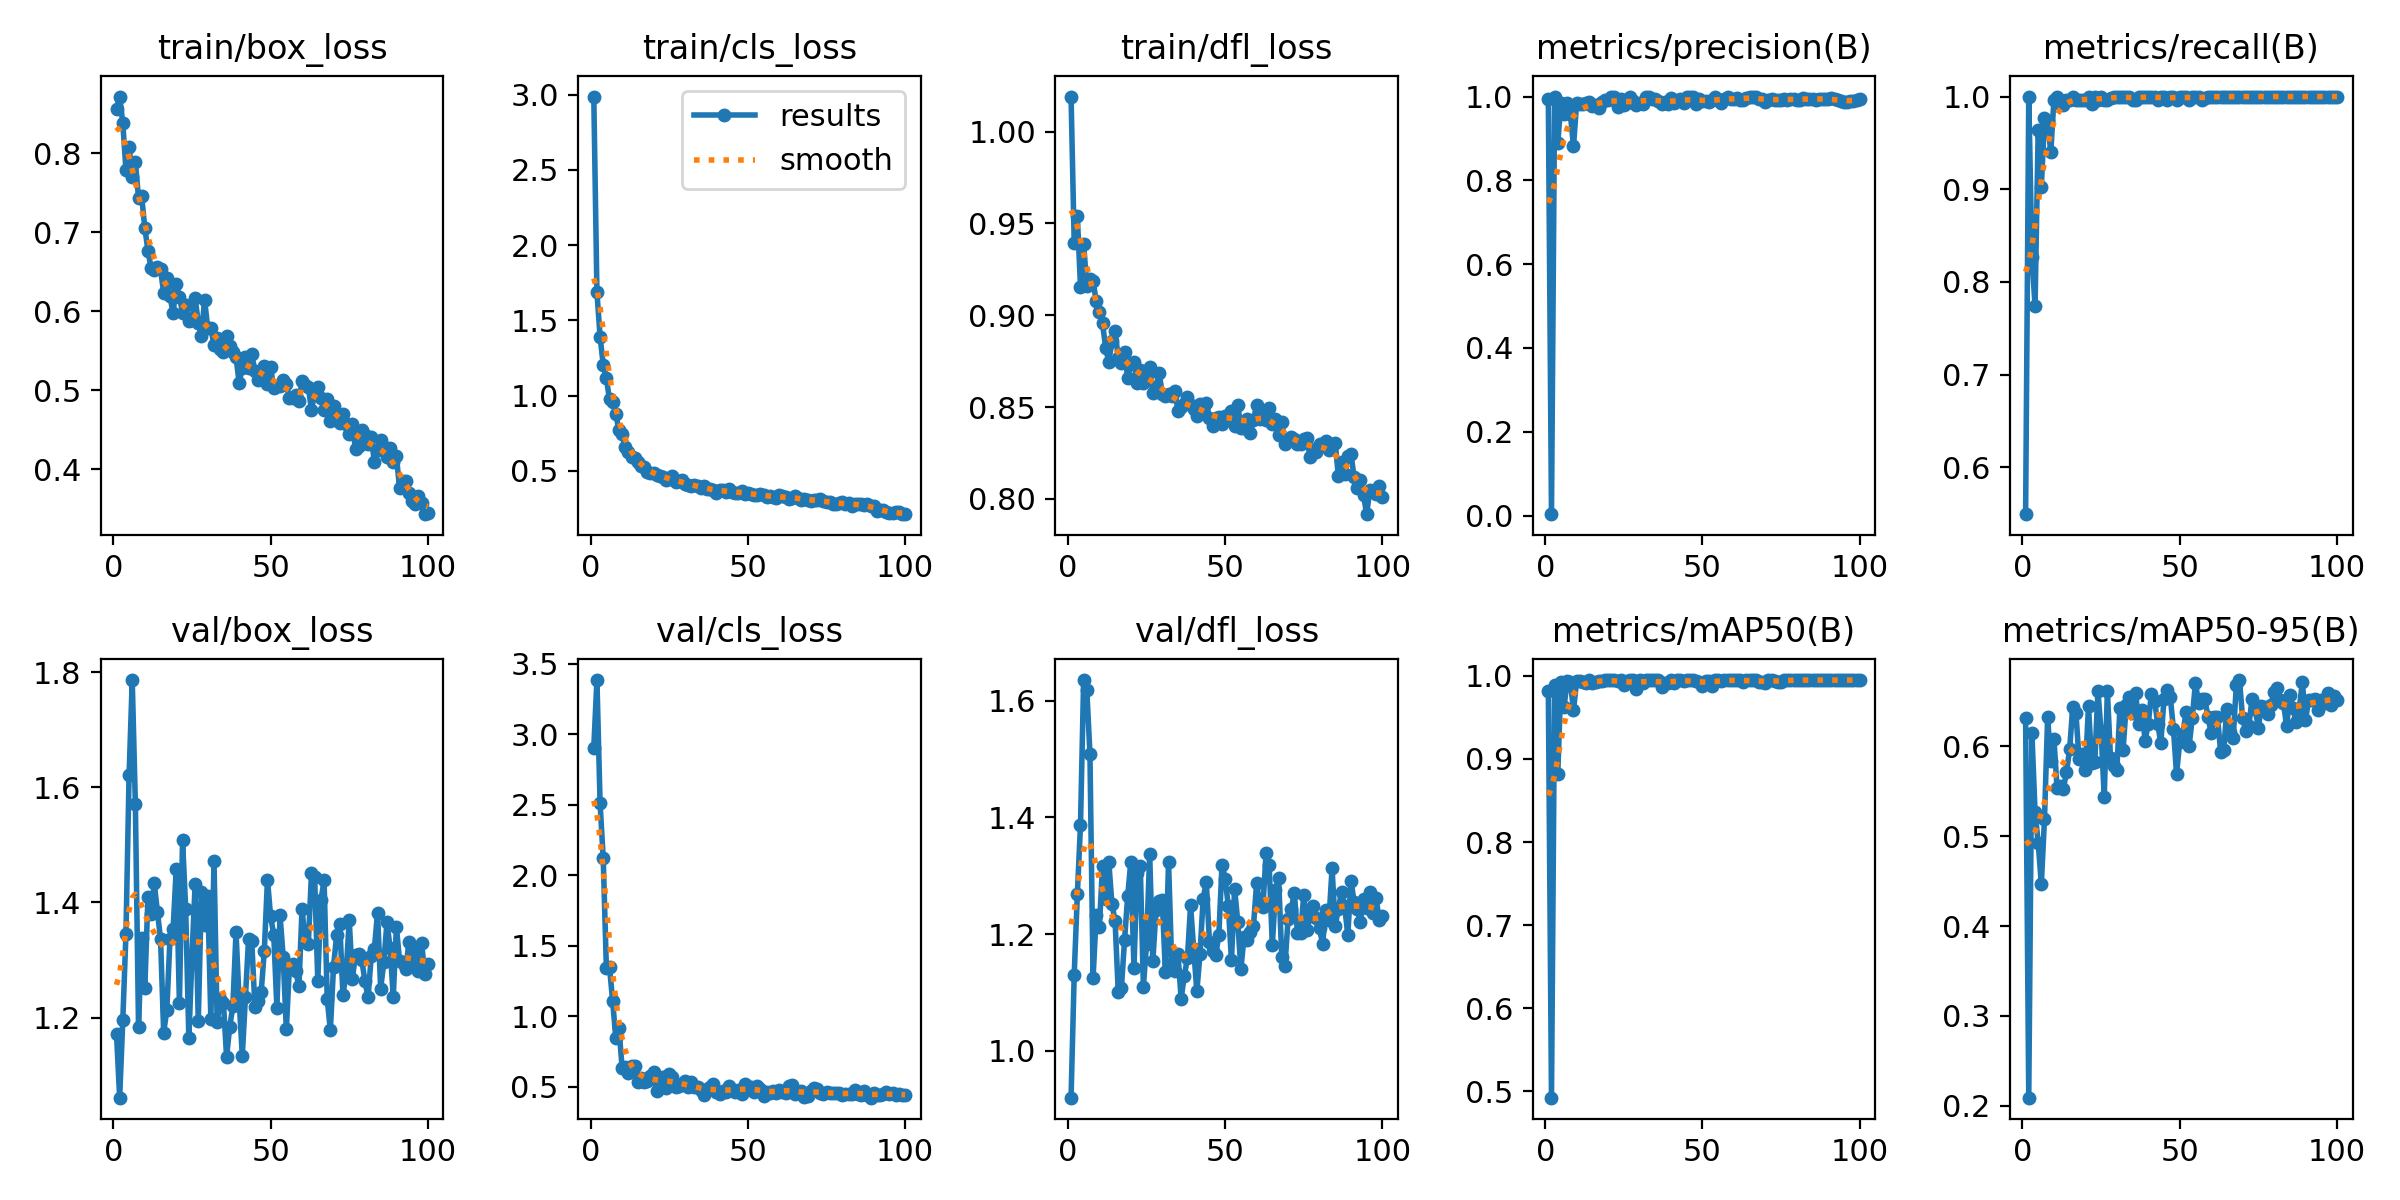 train/box_loss
0.8
0.7
0.6
0.5
0.4
0 50 100
train/cls_loss
results
smooth
3.0
2.5
2.0
1.5
1.0
0.5
0 50 100
train/dfl_loss
1.00
0.95
0.90
0.85
0.80
0 50 100
metrics/precision(B)
1.0
0.8
0.6
0.4
0.2
0.0
0 50 100
metrics/recall(B)
1.0
0.9
0.8
0.7
0.6
0 50 100
val/box_loss
1.8
1.6
1.4
1.2
0 50 100
val/cls_loss
3.5
3.0
2.5
2.0
1.5
1.0
0.5
0 50 100
val/dfl_loss
1.6
1.4
1.2
1.0
0 50 100
metrics/mAP50(B)
1.0
0.9
0.8
0.7
0.6
0.5
0 50 100
metrics/mAP50-95(B)
0.6
0.5
0.4
0.3
0.2
0 50 100